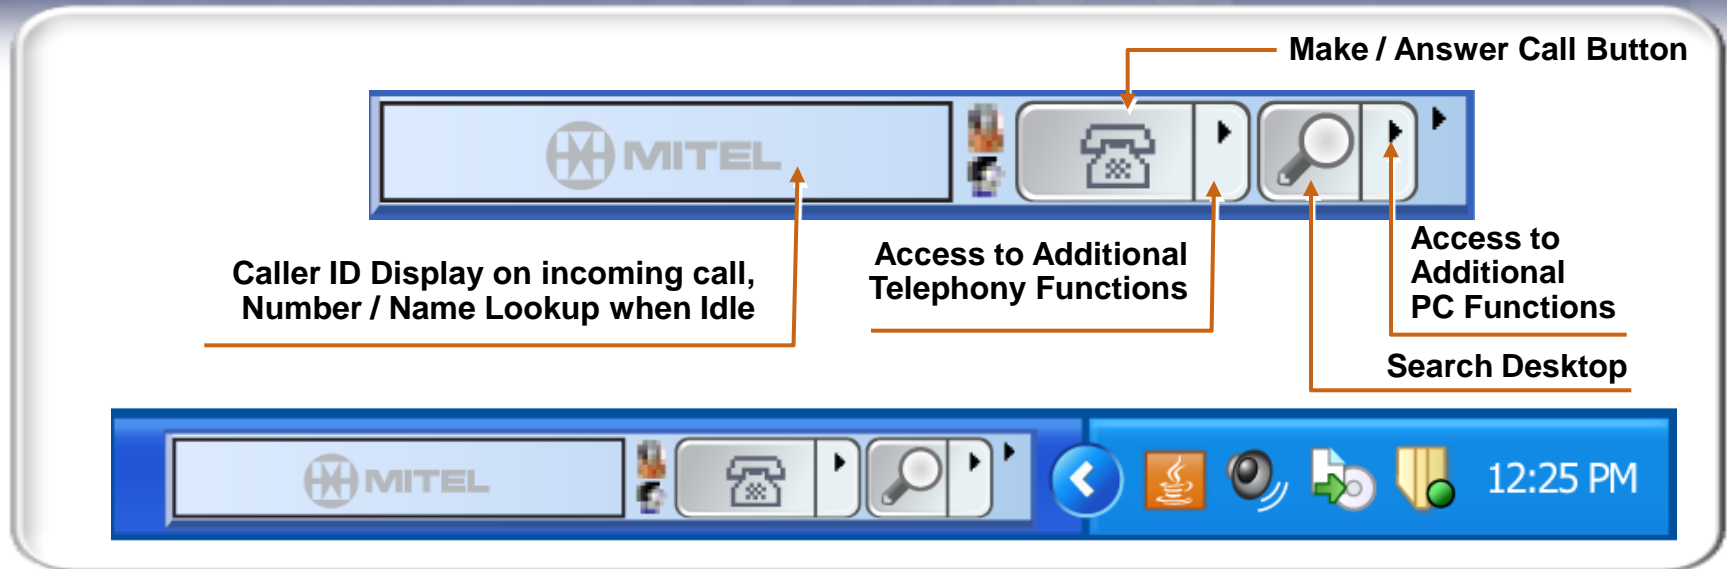 Make / Answer Call Button
MITEL
Caller ID Display on incoming call,
Number / Name Lookup when Idle
Access to Additional
Telephony Functions
Access to
Additional
PC Functions
Search Desktop
MITEL
12:25 PM